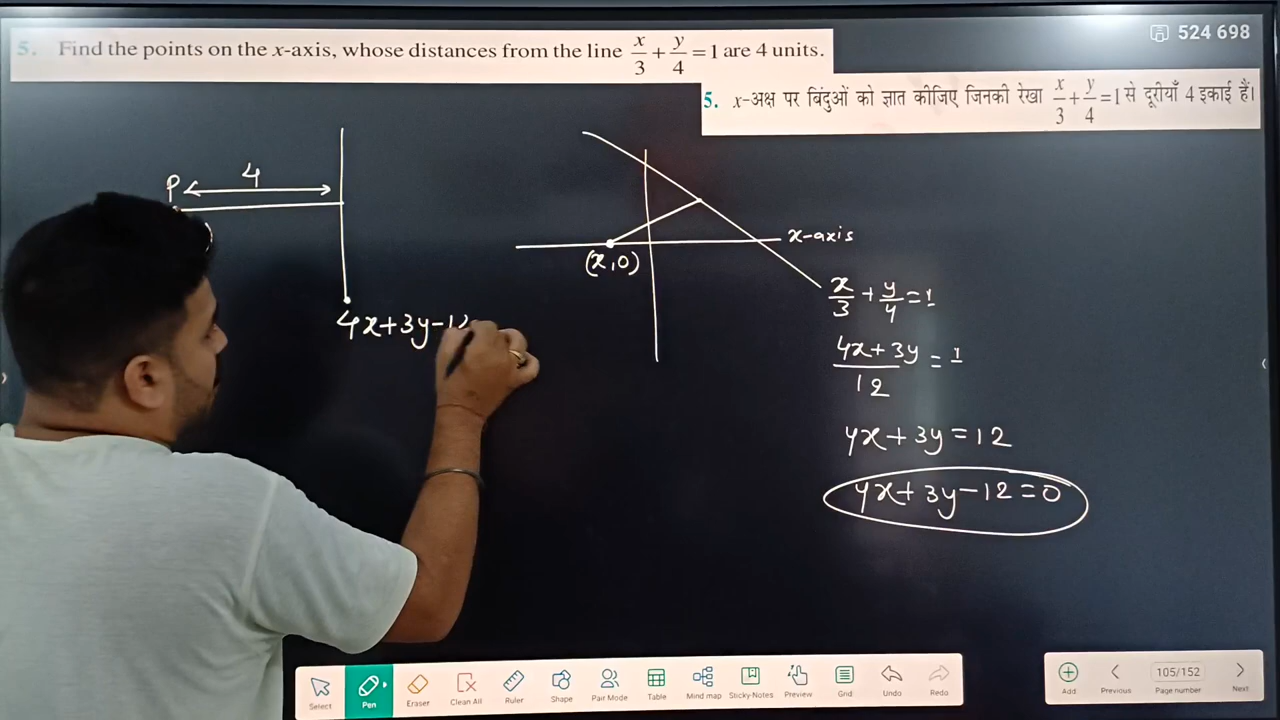 524 698
5. Find the points on the x-axis, whose distances from the line x/3 + y/4 = 1 are 4 units.
5. x-अक्ष पर बिंदुओं को ज्ञात कीजिए जिनकी रेखा x/3 + y/4 = 1 से दूरीयाँ 4 इकाई हैं।
P 4
x-axis
(x,0)
x/3 + y/4 = 1
4x+3y-12
(4x+3y)/12 = 1
4x+3y=12
4x+3y-12=0
Select Pen Eraser Clean All Ruler Shape Pair Mode Table Mind map Sticky-Notes Preview Grid Undo Redo
Add Previous 105/152 Page number Next